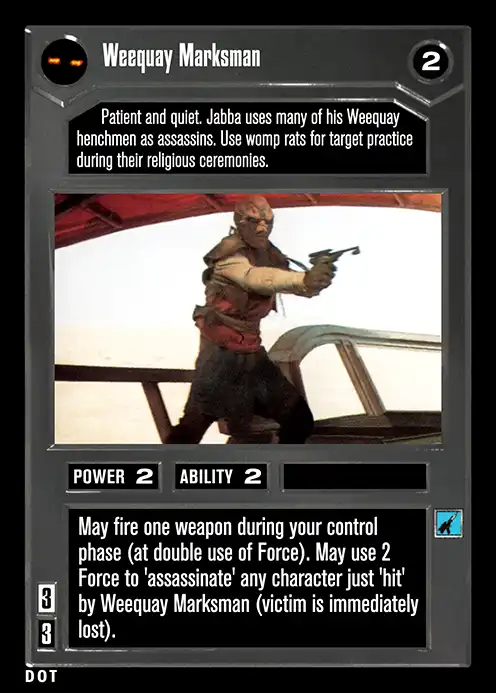 Weequay Marksman
2
Patient and quiet. Jabba uses many of his Weequay
henchmen as assassins. Use womp rats for target practice
during their religious ceremonies.
POWER 2 ABILITY 2
May fire one weapon during your control
phase (at double use of Force). May use 2
Force to 'assassinate' any character just 'hit'
by Weequay Marksman (victim is immediately
lost).
3
3
DOT